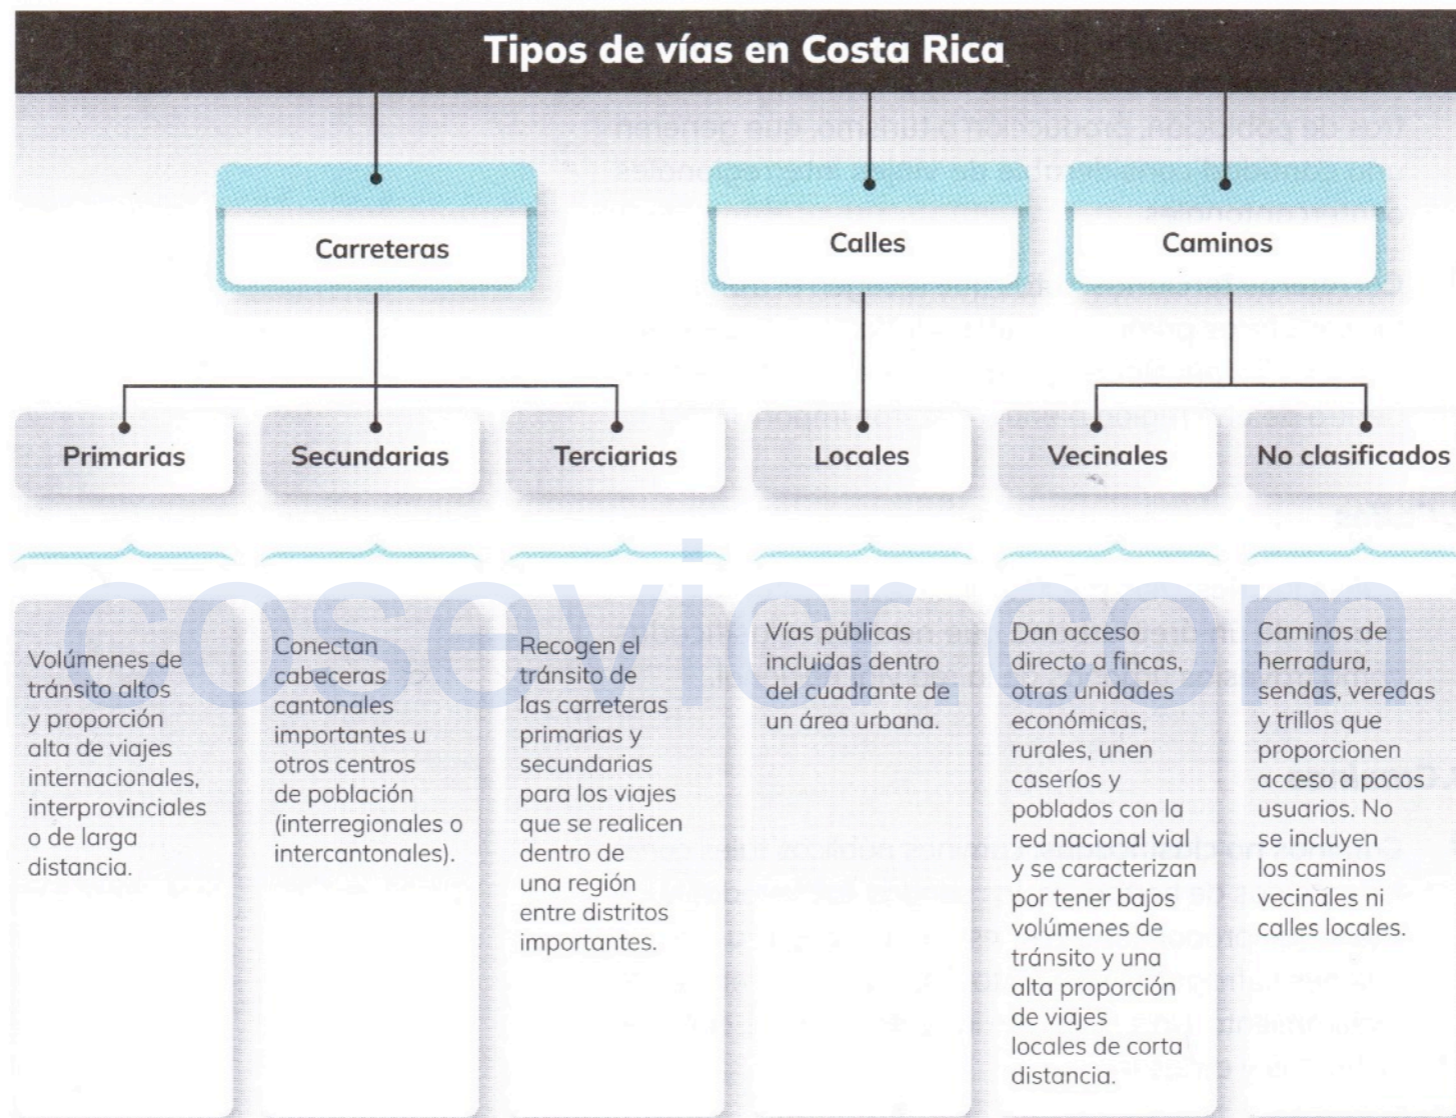 Tipos de vías en Costa Rica
Carreteras
Calles
Caminos
Primarias
Secundarias
Terciarias
Locales
Vecinales
No clasificados
Volúmenes de
tránsito altos
y proporción
alta de viajes
internacionales,
interprovinciales
o de larga
distancia.
Conectan
cabeceras
cantonales
importantes u
otros centros
de población
(interregionales o
intercantonales).
Recogen el
tránsito de
las carreteras
primarias y
secundarias
para los viajes
que se realicen
dentro de
una región
entre distritos
importantes.
Vías públicas
incluidas dentro
del cuadrante de
un área urbana.
Dan acceso
directo a fincas,
otras unidades
económicas,
rurales, unen
caseríos y
poblados con la
red nacional vial
y se caracterizan
por tener bajos
volúmenes de
tránsito y una
alta proporción
de viajes
locales de corta
distancia.
Caminos de
herradura,
sendas, veredas
y trillos que
proporcionen
acceso a pocos
usuarios. No
se incluyen
los caminos
vecinales ni
calles locales.
cosevicr.com